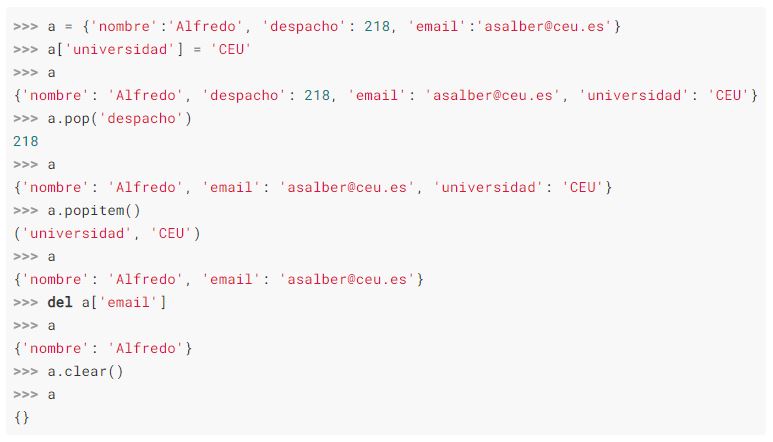 >>> a = {'nombre':'Alfredo', 'despacho': 218, 'email':'asalber@ceu.es'}
>>> a['universidad'] = 'CEU'
>>> a
{'nombre': 'Alfredo', 'despacho': 218, 'email': 'asalber@ceu.es', 'universidad': 'CEU'}
>>> a.pop('despacho')
218
>>> a
{'nombre': 'Alfredo', 'email': 'asalber@ceu.es', 'universidad': 'CEU'}
>>> a.popitem()
('universidad', 'CEU')
>>> a
{'nombre': 'Alfredo', 'email': 'asalber@ceu.es'}
>>> del a['email']
>>> a
{'nombre': 'Alfredo'}
>>> a.clear()
>>> a
{}